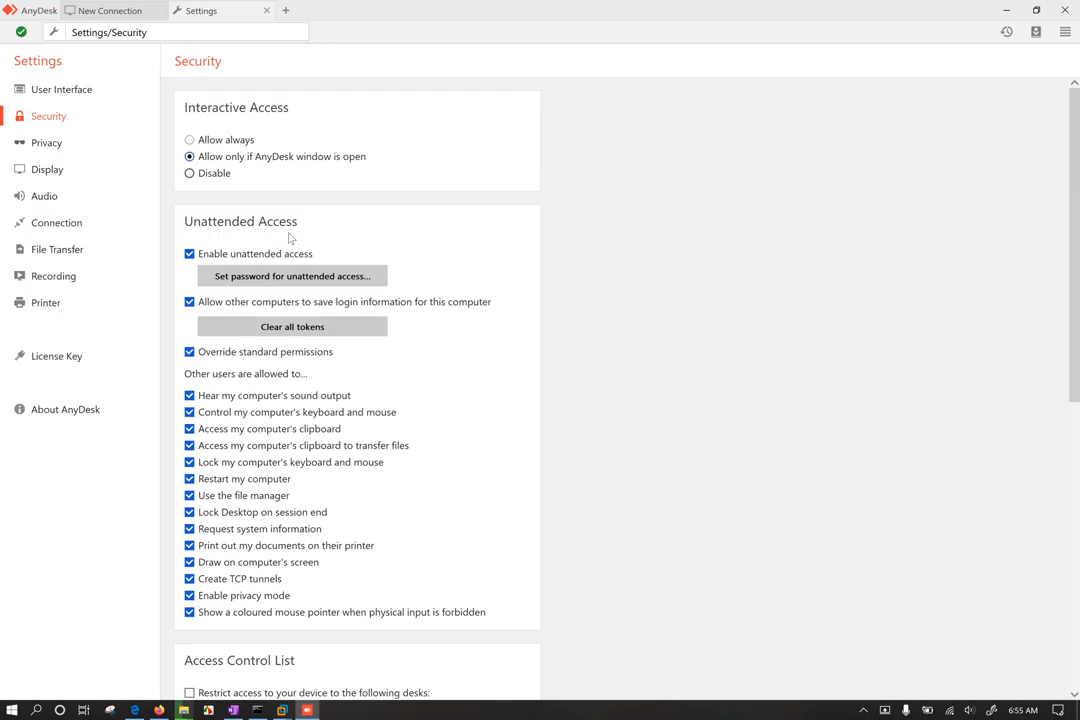 AnyDesk
New Connection
Settings
Settings/Security
Settings
User Interface
Security
Privacy
Display
Audio
Connection
File Transfer
Recording
Printer
License Key
About AnyDesk
Security
Interactive Access
Allow always
Allow only if AnyDesk window is open
Disable
Unattended Access
Enable unattended access
Set password for unattended access...
Allow other computers to save login information for this computer
Clear all tokens
Override standard permissions
Other users are allowed to...
Hear my computer's sound output
Control my computer's keyboard and mouse
Access my computer's clipboard
Access my computer's clipboard to transfer files
Lock my computer's keyboard and mouse
Restart my computer
Use the file manager
Lock Desktop on session end
Request system information
Print out my documents on their printer
Draw on computer's screen
Create TCP tunnels
Enable privacy mode
Show a coloured mouse pointer when physical input is forbidden
Access Control List
Restrict access to your device to the following desks:
6:55 AM